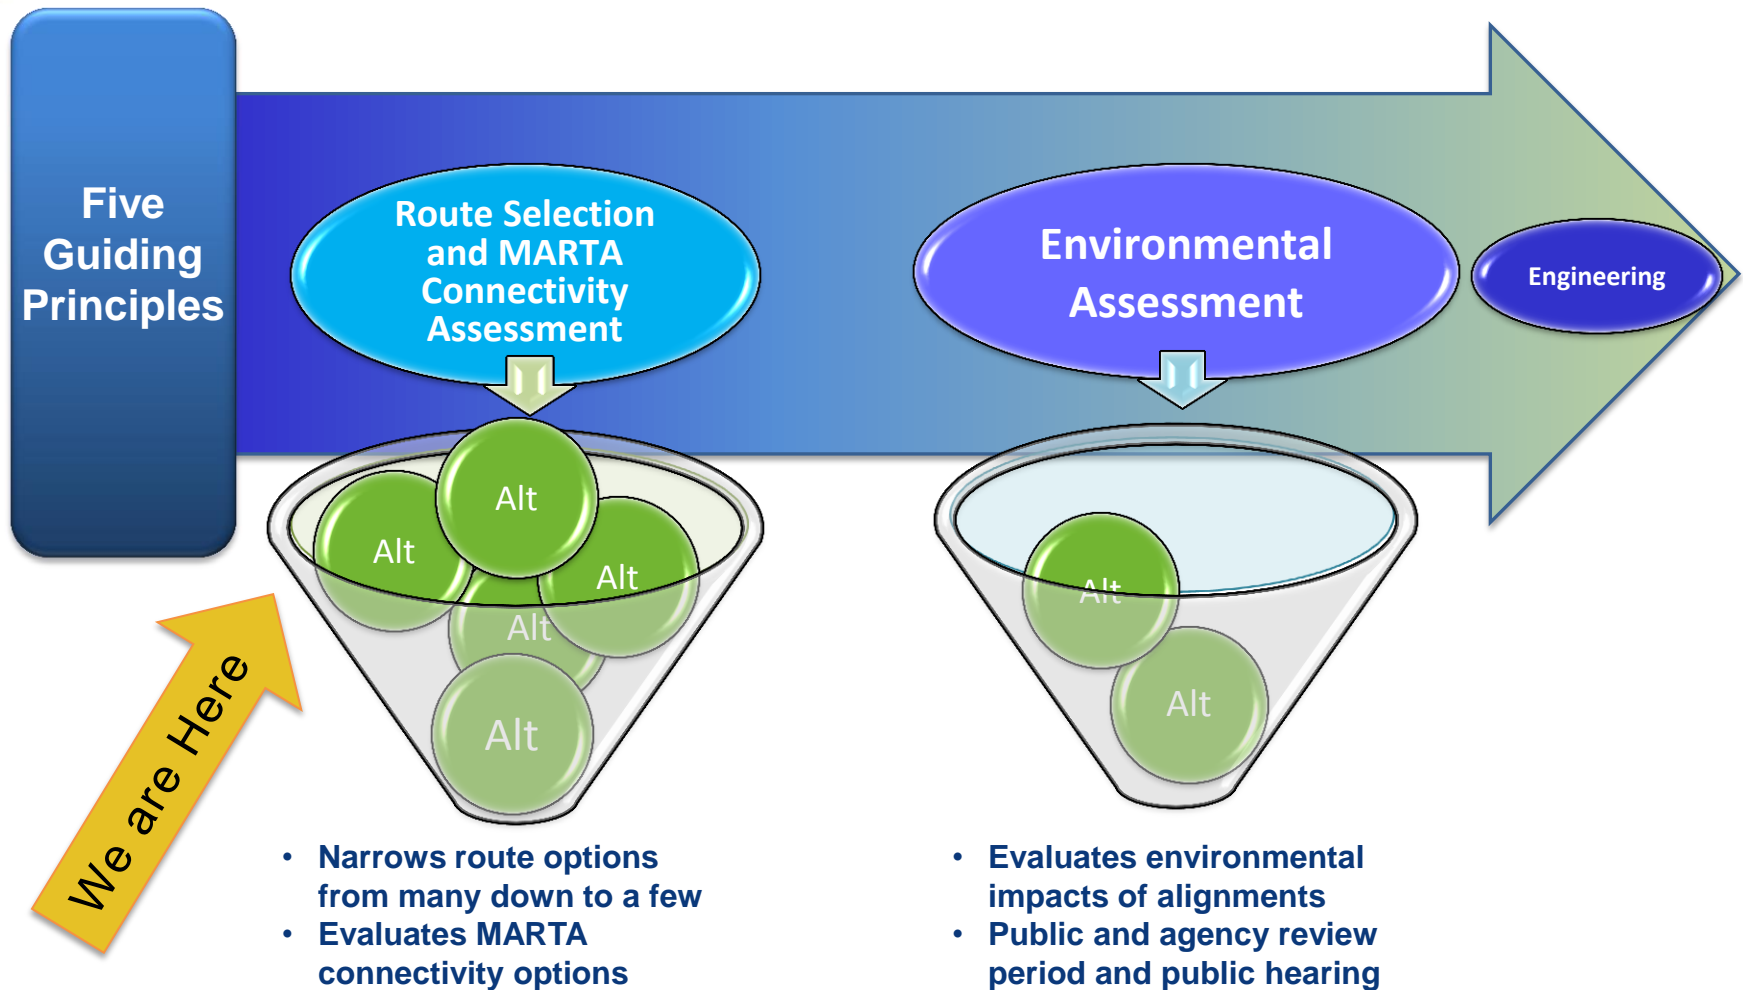 Five
Guiding
Principles
Route Selection
and MARTA
Connectivity
Assessment
Environmental
Assessment
Engineering
Alt
Alt
Alt
Alt
Alt
Alt
Alt
We are Here
• Narrows route options
from many down to a few
• Evaluates MARTA
connectivity options
• Evaluates environmental
impacts of alignments
• Public and agency review
period and public hearing